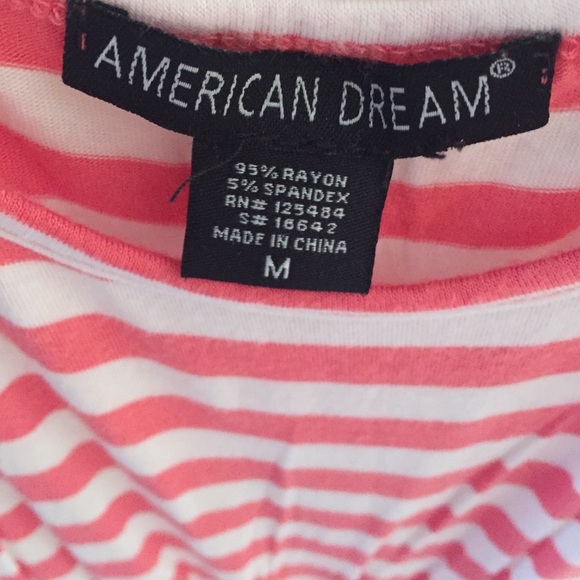 AMERICAN DREAM®
95% RAYON
5% SPANDEX
RN# 125484
S# 16642
MADE IN CHINA
M